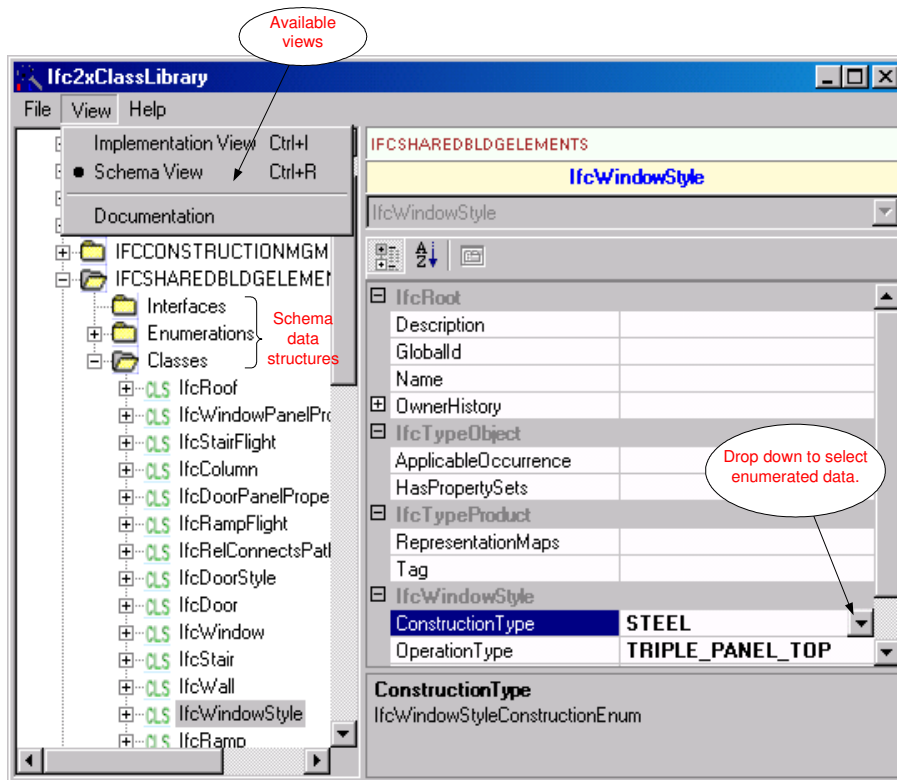 Available
views
Ifc2xClassLibrary
File View Help
Implementation View Ctrl+I
Schema View Ctrl+R
Documentation
IFCCONSTRUCTIONMGM
IFCSHAREDBLDGELEMEN
Interfaces
Enumerations
Classes
Schema
data
structures
IfcRoof
CLS IfcWindowPanelPro
CLS IfcStairFlight
CLS IfcColumn
CLS IfcDoorPanelPrope
CLS IfcRampFlight
CLS IfcRelConnectsPatl
CLS IfcDoorStyle
CLS IfcDoor
CLS IfcWindow
CLS IfcStair
CLS IfcWall
CLS IfcWindowStyle
CLS IfcRamp
IFCSHAREDBLDGELEMENTS
IfcWindowStyle
IfcWindowStyle
IfcRoot
Description
GlobalId
Name
OwnerHistory
IfcTypeObject
ApplicableOccurrence
HasPropertySets
IfcTypeProduct
RepresentationMaps
Tag
IfcWindowStyle
ConstructionType STEEL
OperationType TRIPLE_PANEL_TOP
Drop down to select
enumerated data.
ConstructionType
IfcWindowStyleConstructionEnum